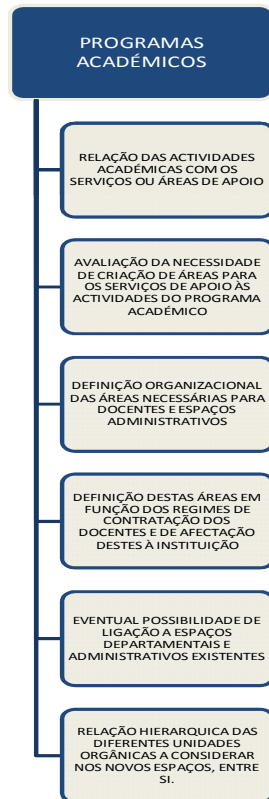 PROGRAMAS
ACADÉMICOS
RELAÇÃO DAS ACTIVIDADES
ACADÉMICAS COM OS
SERVIÇOS OU ÁREAS DE APOIO
AVALIAÇÃO DA NECESSIDADE
DE CRIAÇÃO DE ÁREAS PARA
OS SERVIÇOS DE APOIO ÀS
ACTIVIDADES DO PROGRAMA
ACADÉMICO
DEFINIÇÃO ORGANIZACIONAL
DAS ÁREAS NECESSÁRIAS PARA
DOCENTES E ESPAÇOS
ADMINISTRATIVOS
DEFINIÇÃO DESTAS ÁREAS EM
FUNÇÃO DOS REGIMES DE
CONTRATAÇÃO DOS
DOCENTES E DE AFECTAÇÃO
DESTES À INSTITUIÇÃO
EVENTUAL POSSIBILIDADE DE
LIGAÇÃO A ESPAÇOS
DEPARTAMENTAIS E
ADMINISTRATIVOS EXISTENTES
RELAÇÃO HIERARQUICA DAS
DIFERENTES UNIDADES
ORGÂNICAS A CONSIDERAR
NOS NOVOS ESPAÇOS, ENTRE
SI.